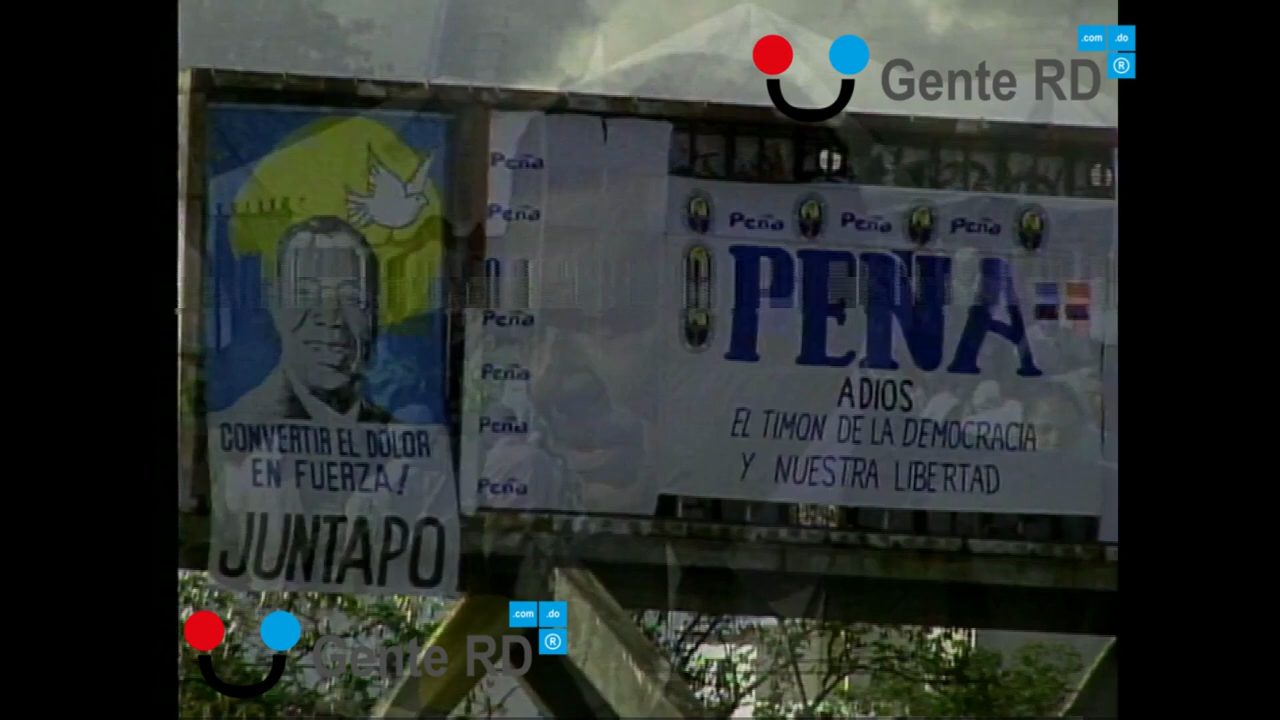 .com .do
®
Gente RD
Peña
Peña
Peña
Peña
Peña
Peña
Peña Peña Peña
PEÑA
ADIOS
EL TIMON DE LA DEMOCRACIA
Y NUESTRA LIBERTAD
CONVERTIR EL DOLOR
EN FUERZA!
JUNTAPO
.com .do
®
Gente RD